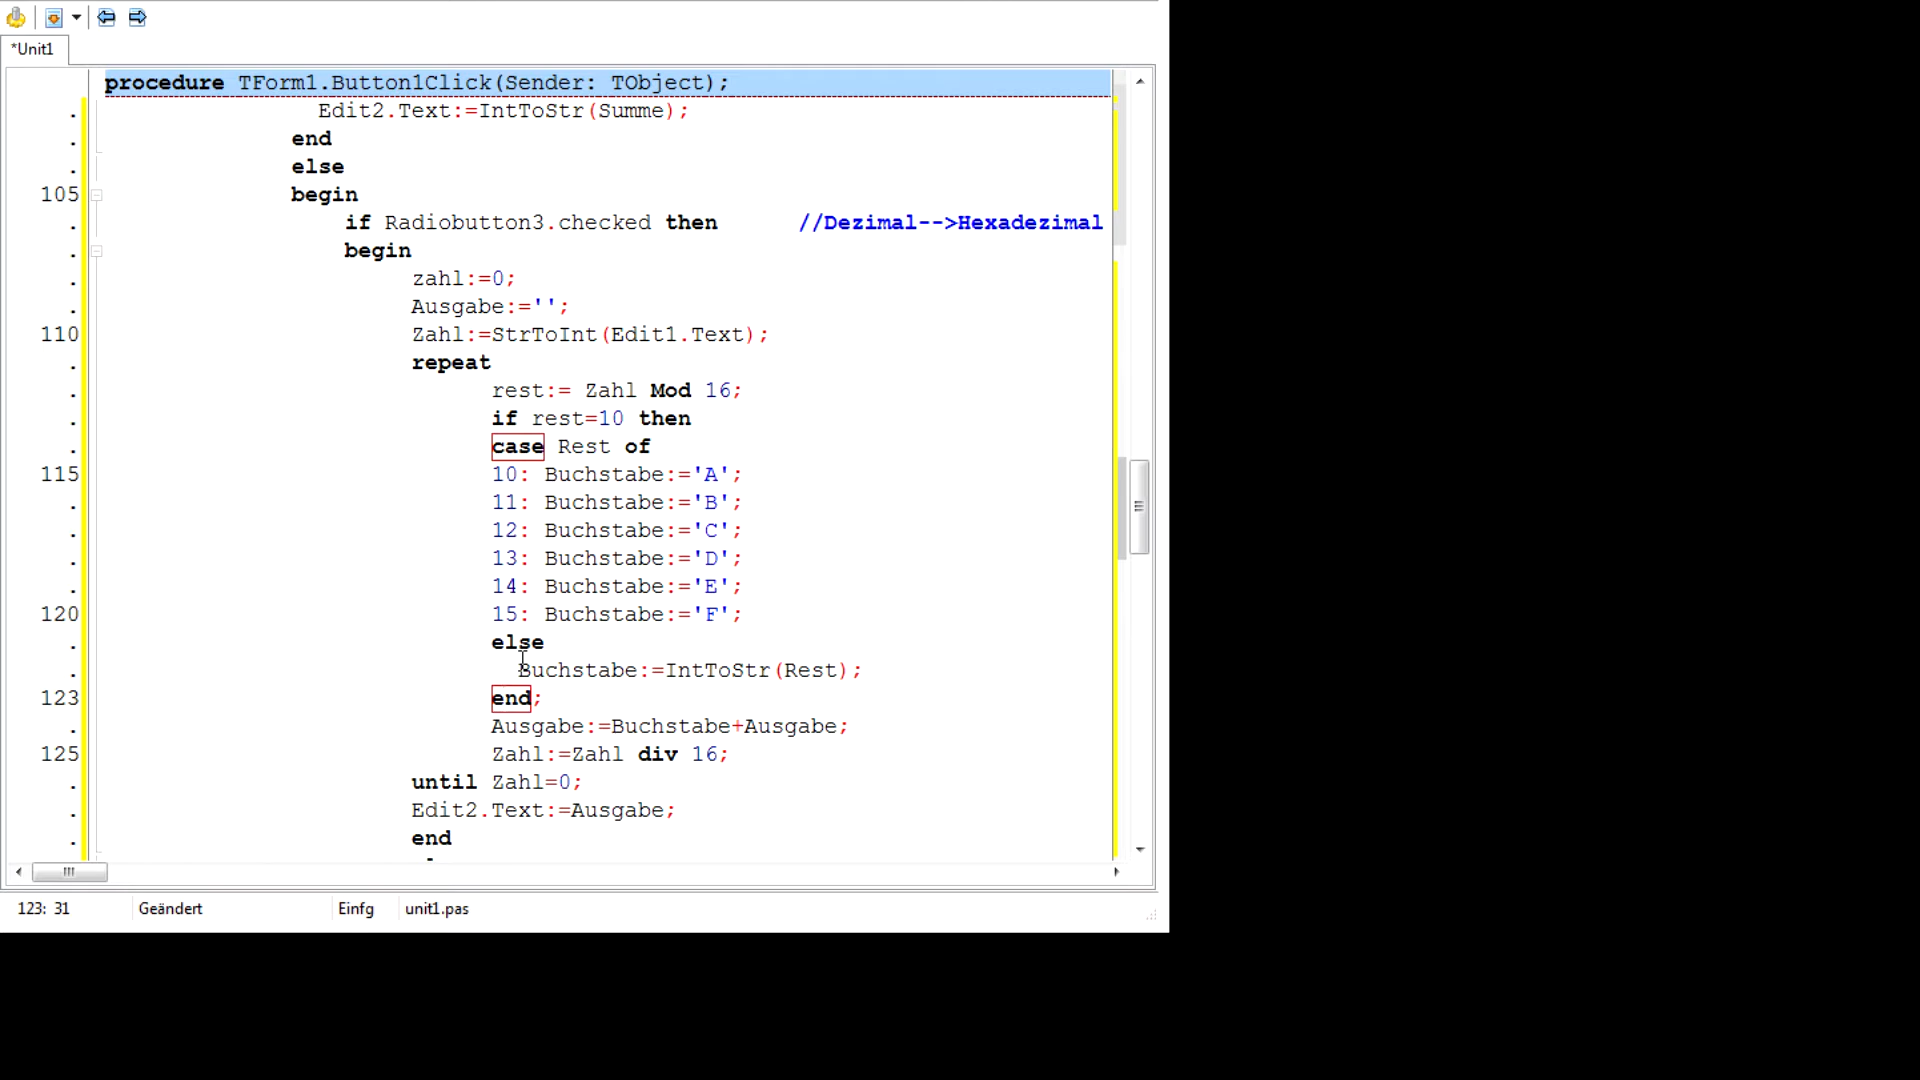 *Unit1
procedure TForm1.Button1Click(Sender: TObject);
. Edit2.Text:=IntToStr(Summe);
. end
. else
105 begin
. if Radiobutton3.checked then //Dezimal-->Hexadezimal
. begin
. zahl:=0;
. Ausgabe:='';
110 Zahl:=StrToInt(Edit1.Text);
. repeat
. rest:= Zahl Mod 16;
. if rest=10 then
. case Rest of
115 10: Buchstabe:='A';
. 11: Buchstabe:='B';
. 12: Buchstabe:='C';
. 13: Buchstabe:='D';
. 14: Buchstabe:='E';
120 15: Buchstabe:='F';
. else
. Buchstabe:=IntToStr(Rest);
123 end;
. Ausgabe:=Buchstabe+Ausgabe;
125 Zahl:=Zahl div 16;
. until Zahl=0;
. Edit2.Text:=Ausgabe;
. end
123: 31 Geändert Einfg unit1.pas